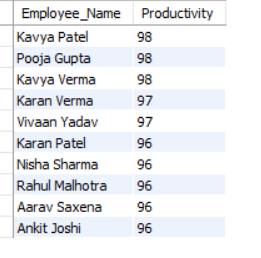 Employee_Name Productivity
Kavya Patel 98
Pooja Gupta 98
Kavya Verma 98
Karan Verma 97
Vivaan Yadav 97
Karan Patel 96
Nisha Sharma 96
Rahul Malhotra 96
Aarav Saxena 96
Ankit Joshi 96